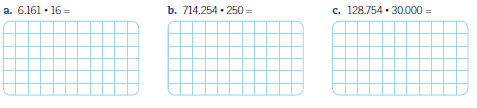 a. 6.161 • 16 =
b. 714.254 • 250 =
c. 128.754 • 30.000 =